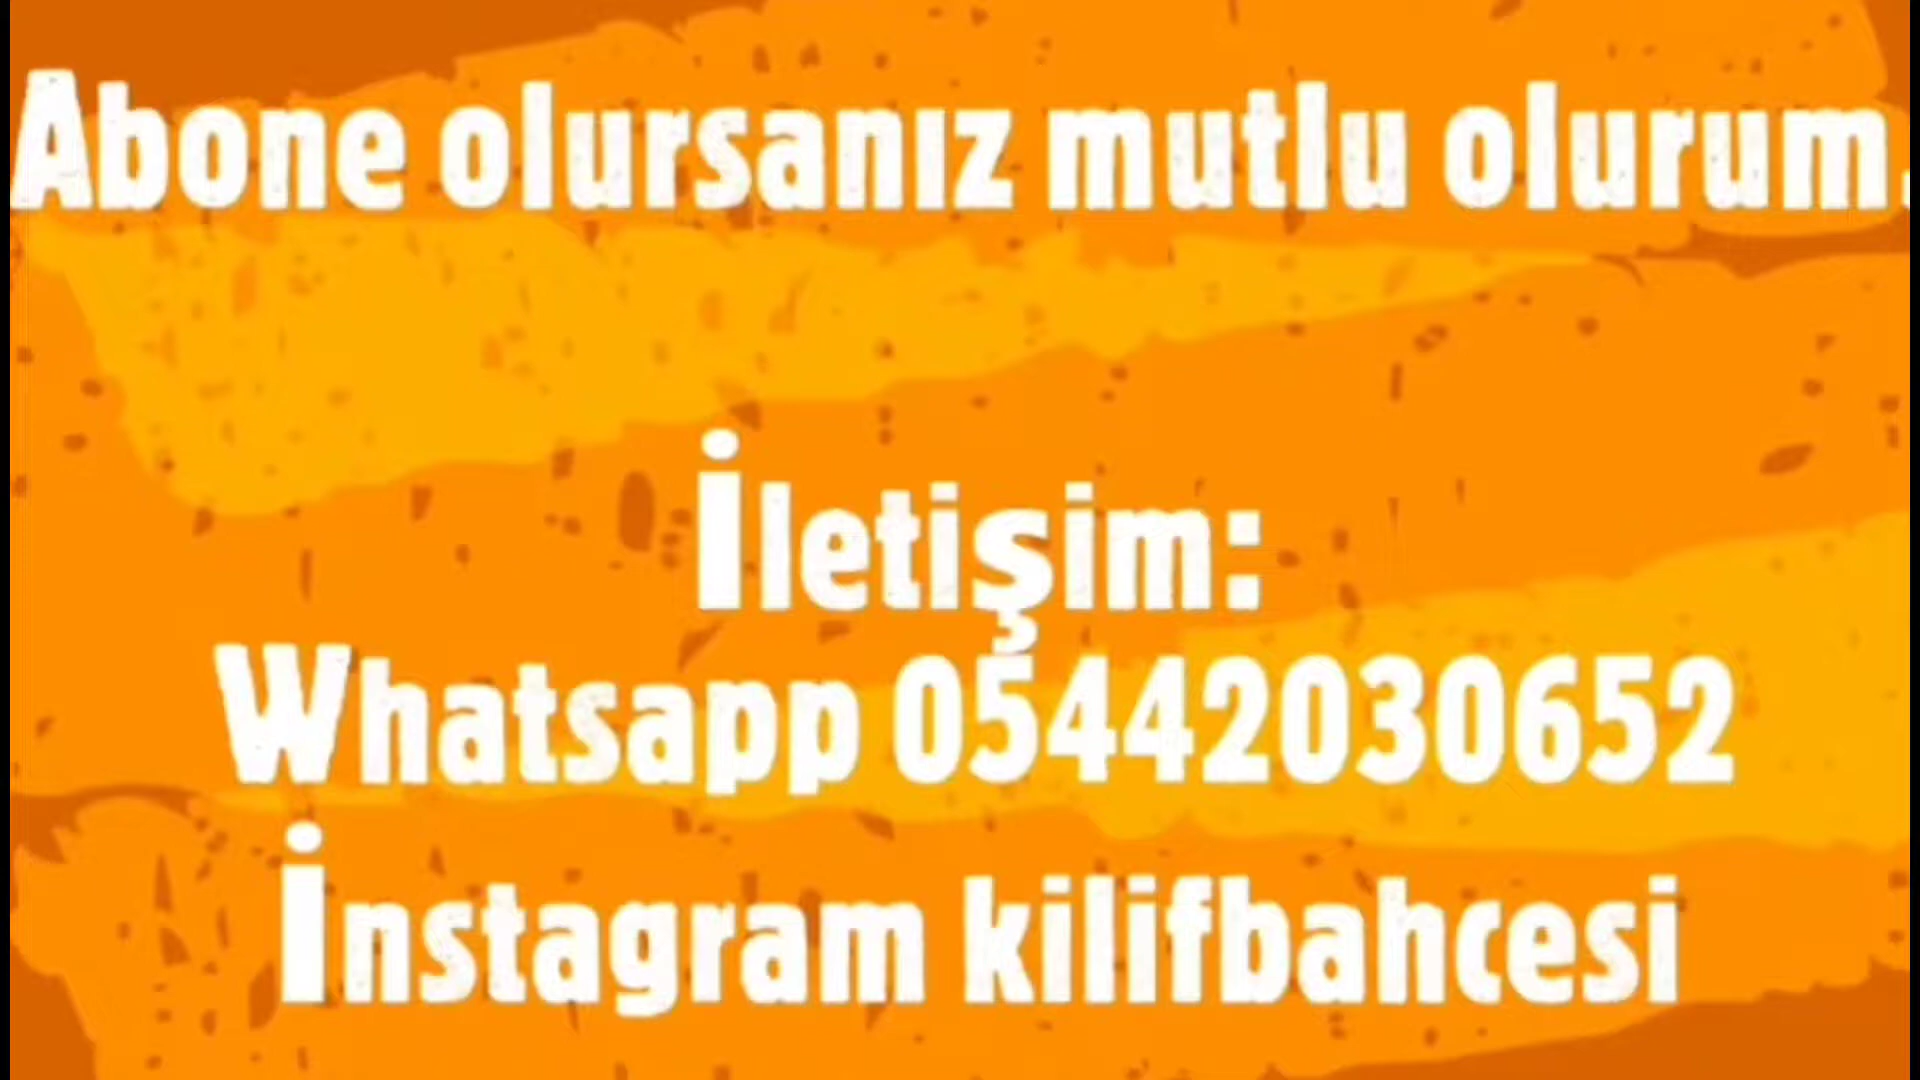 Abone olursanız mutlu olurum.
İletişim:
Whatsapp 05442030652
İnstagram kilifbahcesi